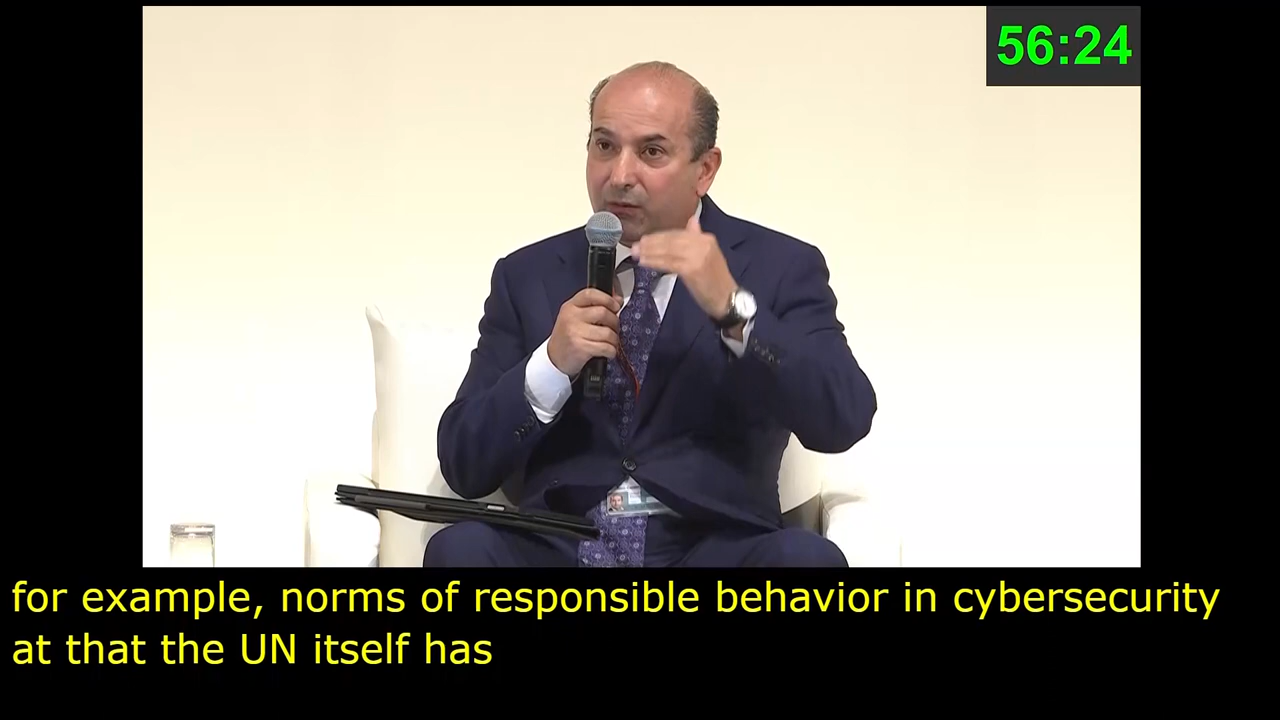 56:24
for example, norms of responsible behavior in cybersecurity
at that the UN itself has